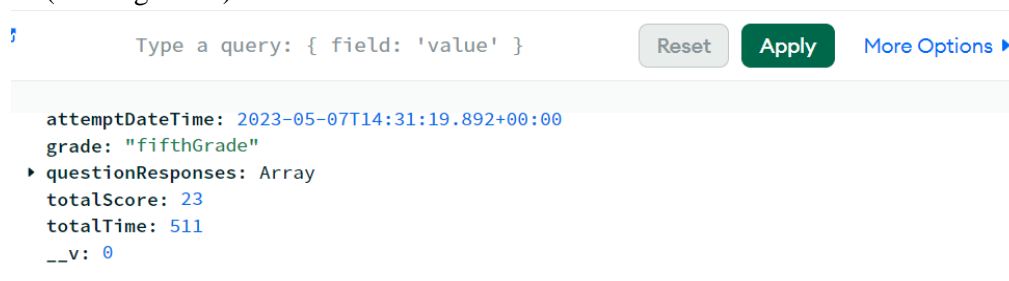 Type a query: { field: 'value' }
Reset
Apply
More Options
attemptDateTime: 2023-05-07T14:31:19.892+00:00
grade: "fifthGrade"
questionResponses: Array
totalScore: 23
totalTime: 511
__v: 0